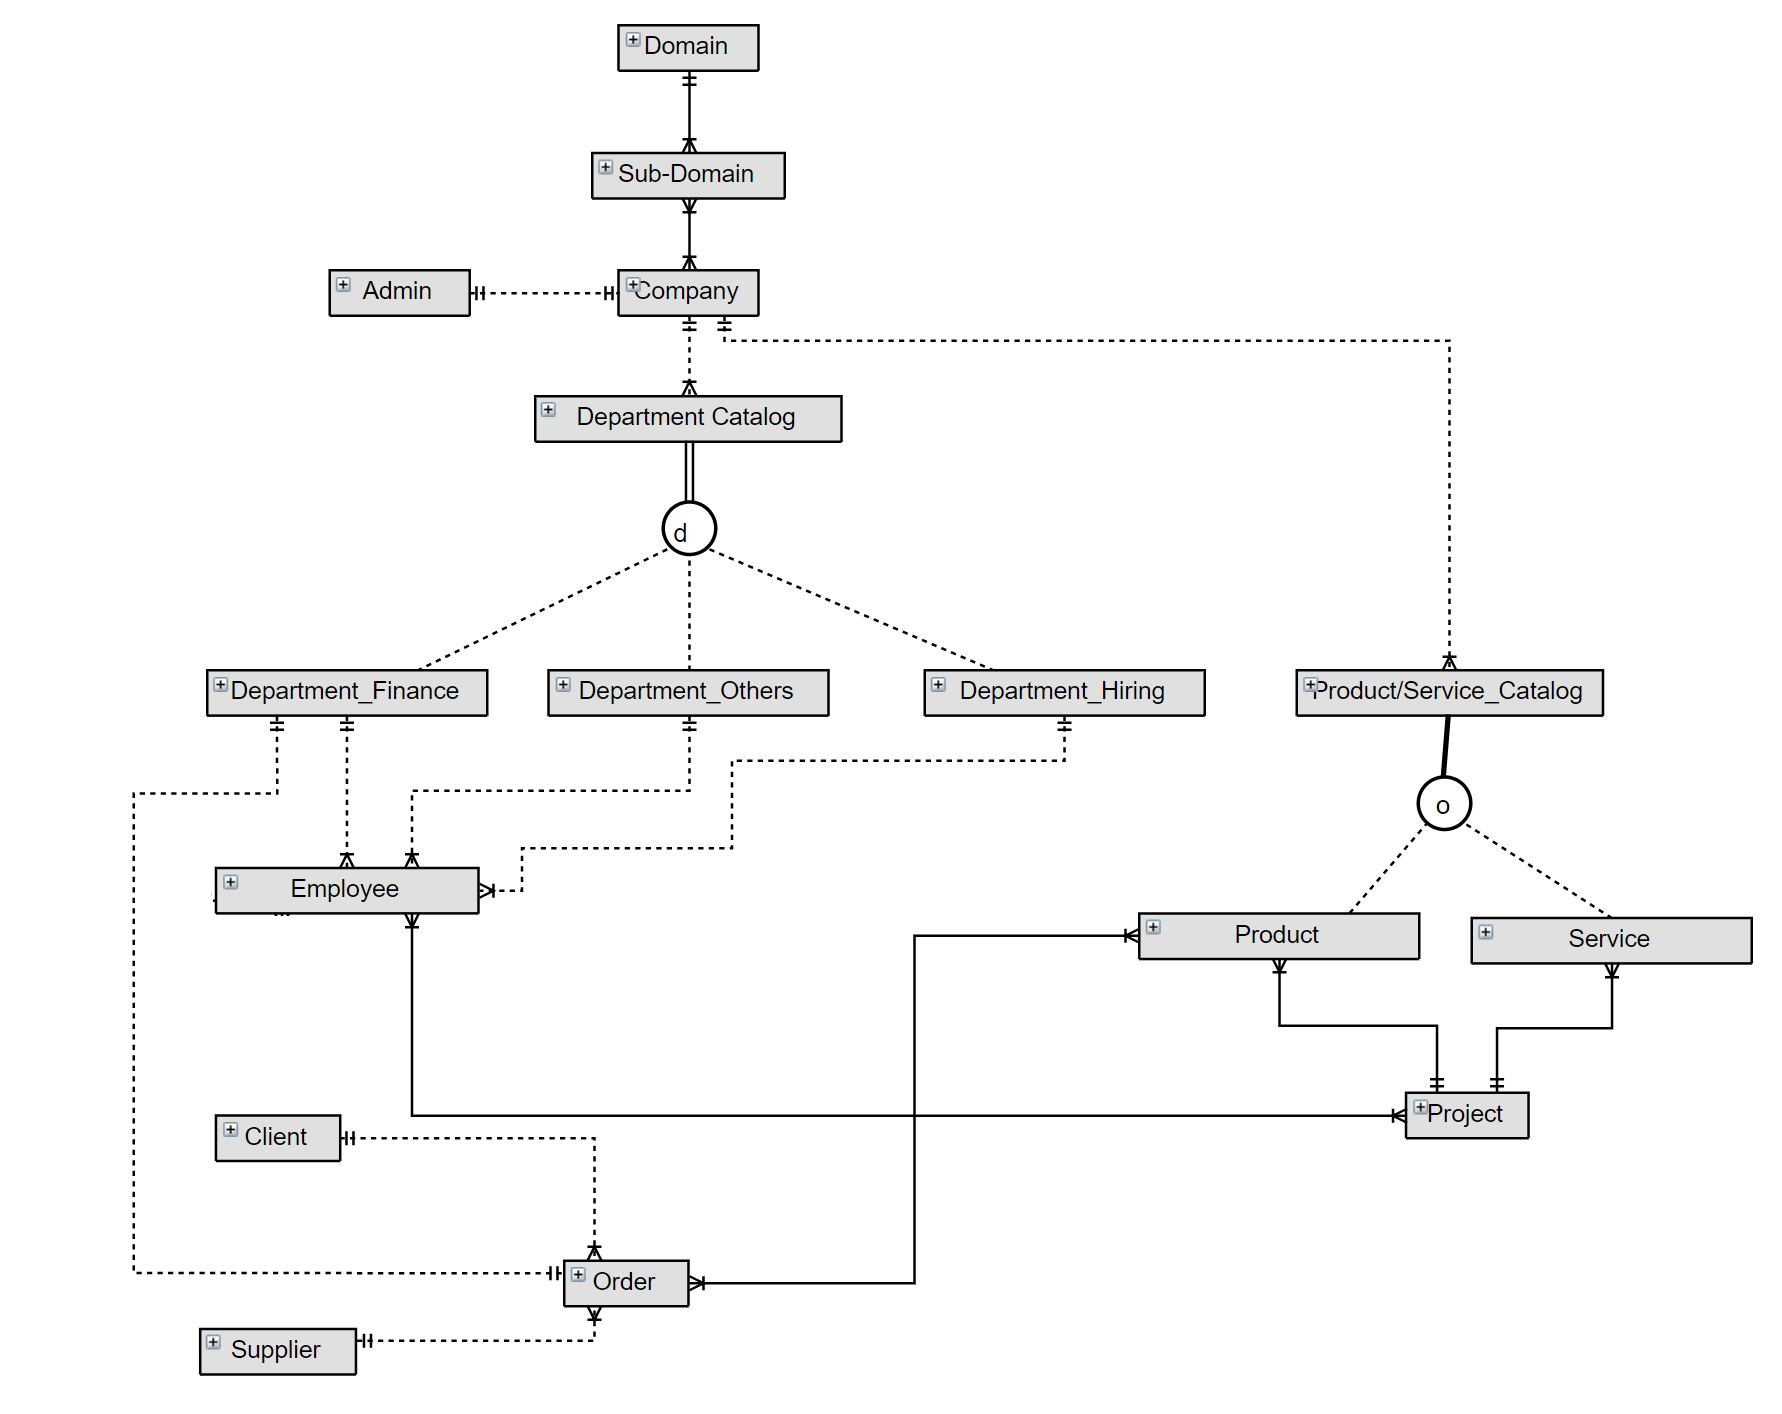 Domain
Sub-Domain
Admin
Company
Department Catalog
d
Department_Finance
Department_Others
Department_Hiring
Product/Service_Catalog
o
Employee
Product
Service
Project
Client
Order
Supplier